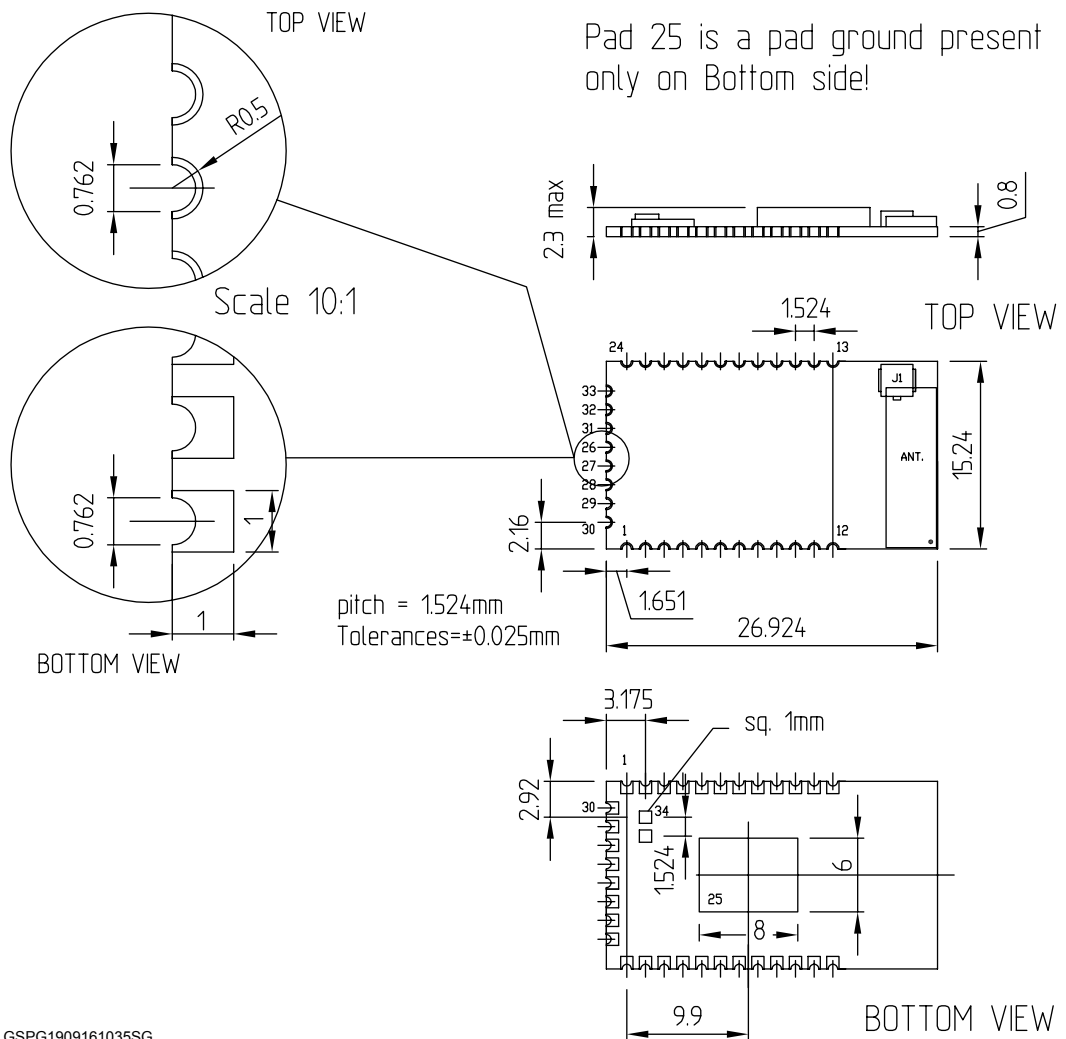 TOP VIEW
Pad 25 is a pad ground present
only on Bottom side!
R0.5
0.762
2.3 max
0.8
Scale 10:1
1.524
TOP VIEW
24
13
J1
33
32
31
26
27
28
29
30
1
12
ANT.
15.24
2.16
0.762
1
1
1.651
pitch = 1.524mm
Tolerances=±0.025mm
26.924
BOTTOM VIEW
3.175
sq. 1mm
1
2.92
30
34
1.524
6
25
8
9.9
BOTTOM VIEW
GSPG1909161035SG